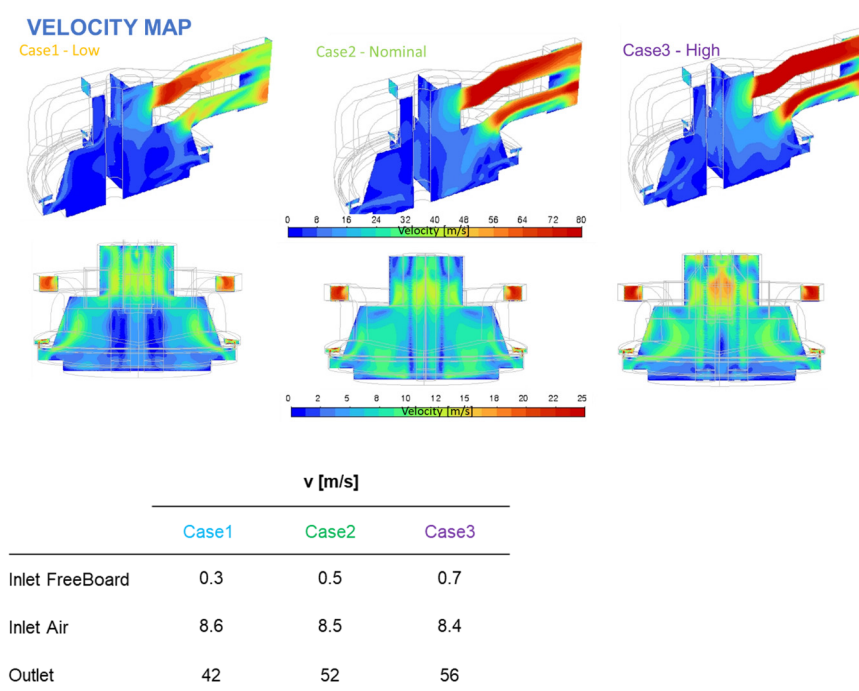 VELOCITY MAP
Case1 - Low
Case2 - Nominal
Case3 - High
0 8 16 24 32 40 48 56 64 72 80
Velocity [m/s]
0 2 5 8 10 12 15 18 20 22 25
Velocity [m/s]
v [m/s]
Case1 Case2 Case3
Inlet FreeBoard 0.3 0.5 0.7
Inlet Air 8.6 8.5 8.4
Outlet 42 52 56